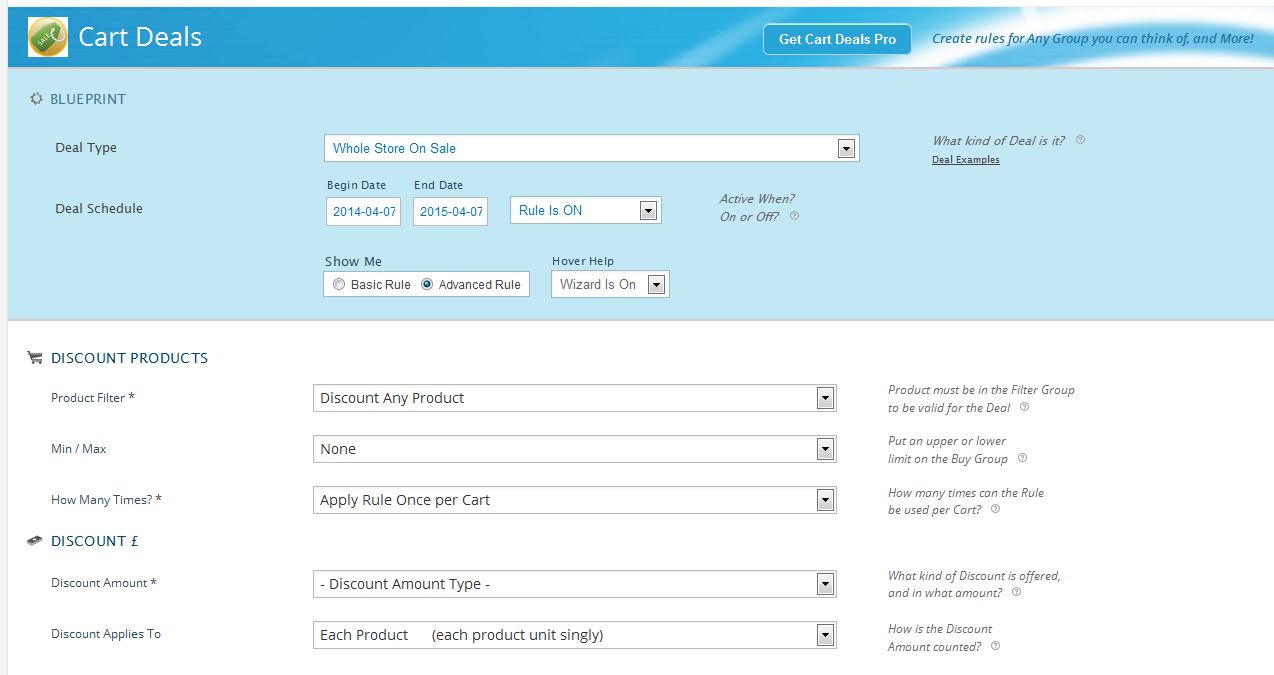 SALE
Cart Deals
Get Cart Deals Pro
Create rules for Any Group you can think of, and More!
BLUEPRINT
Deal Type
Whole Store On Sale
What kind of Deal is it? ?
Deal Examples
Begin Date
End Date
Deal Schedule
2014-04-07
2015-04-07
Rule Is ON
Active When?
On or Off? ?
Show Me
Hover Help
Basic Rule
Advanced Rule
Wizard Is On
DISCOUNT PRODUCTS
Product Filter *
Discount Any Product
Product must be in the Filter Group
to be valid for the Deal ?
Min / Max
None
Put an upper or lower
limit on the Buy Group ?
How Many Times? *
Apply Rule Once per Cart
How many times can the Rule
be used per Cart? ?
DISCOUNT £
Discount Amount *
- Discount Amount Type -
What kind of Discount is offered,
and in what amount? ?
Discount Applies To
Each Product (each product unit singly)
How is the Discount
Amount counted? ?